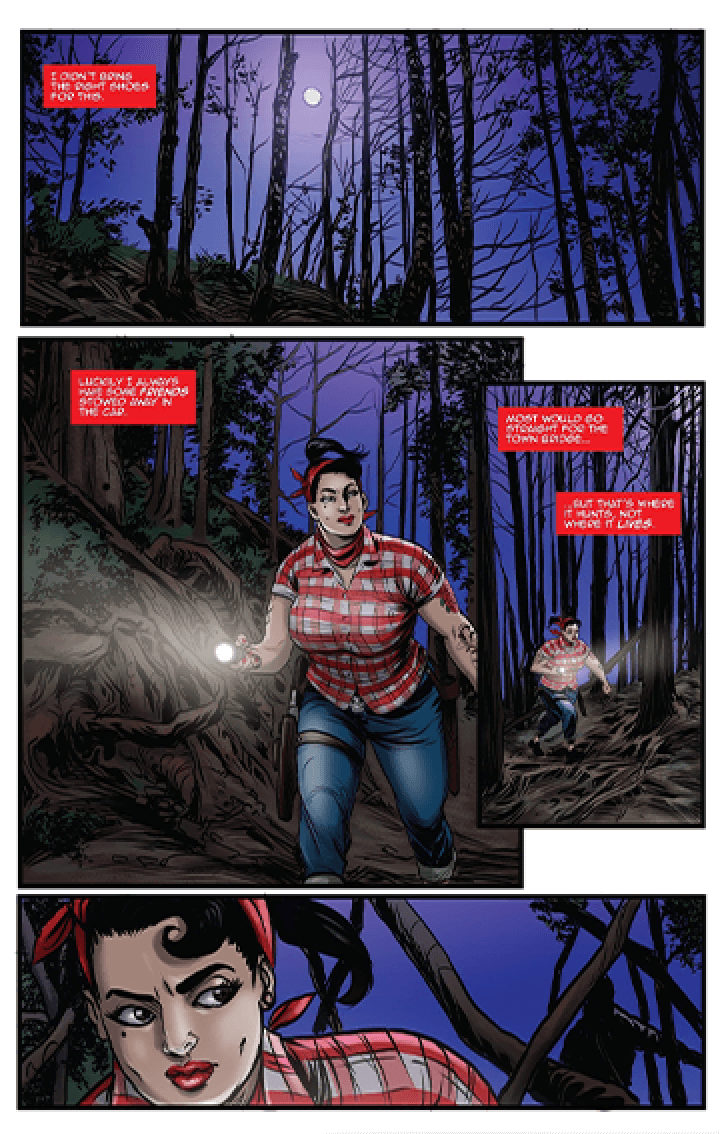 I DIDN'T BRING
THE RIGHT SHOES
FOR THIS.
LUCKILY I ALWAYS
HAVE SOME FRIENDS
STOWED AWAY IN
THE CAR.
MOST WOULD GO
STRAIGHT FOR THE
TOWN BRIDGE...
...BUT THAT'S WHERE
IT HUNTS, NOT
WHERE IT LIVES.